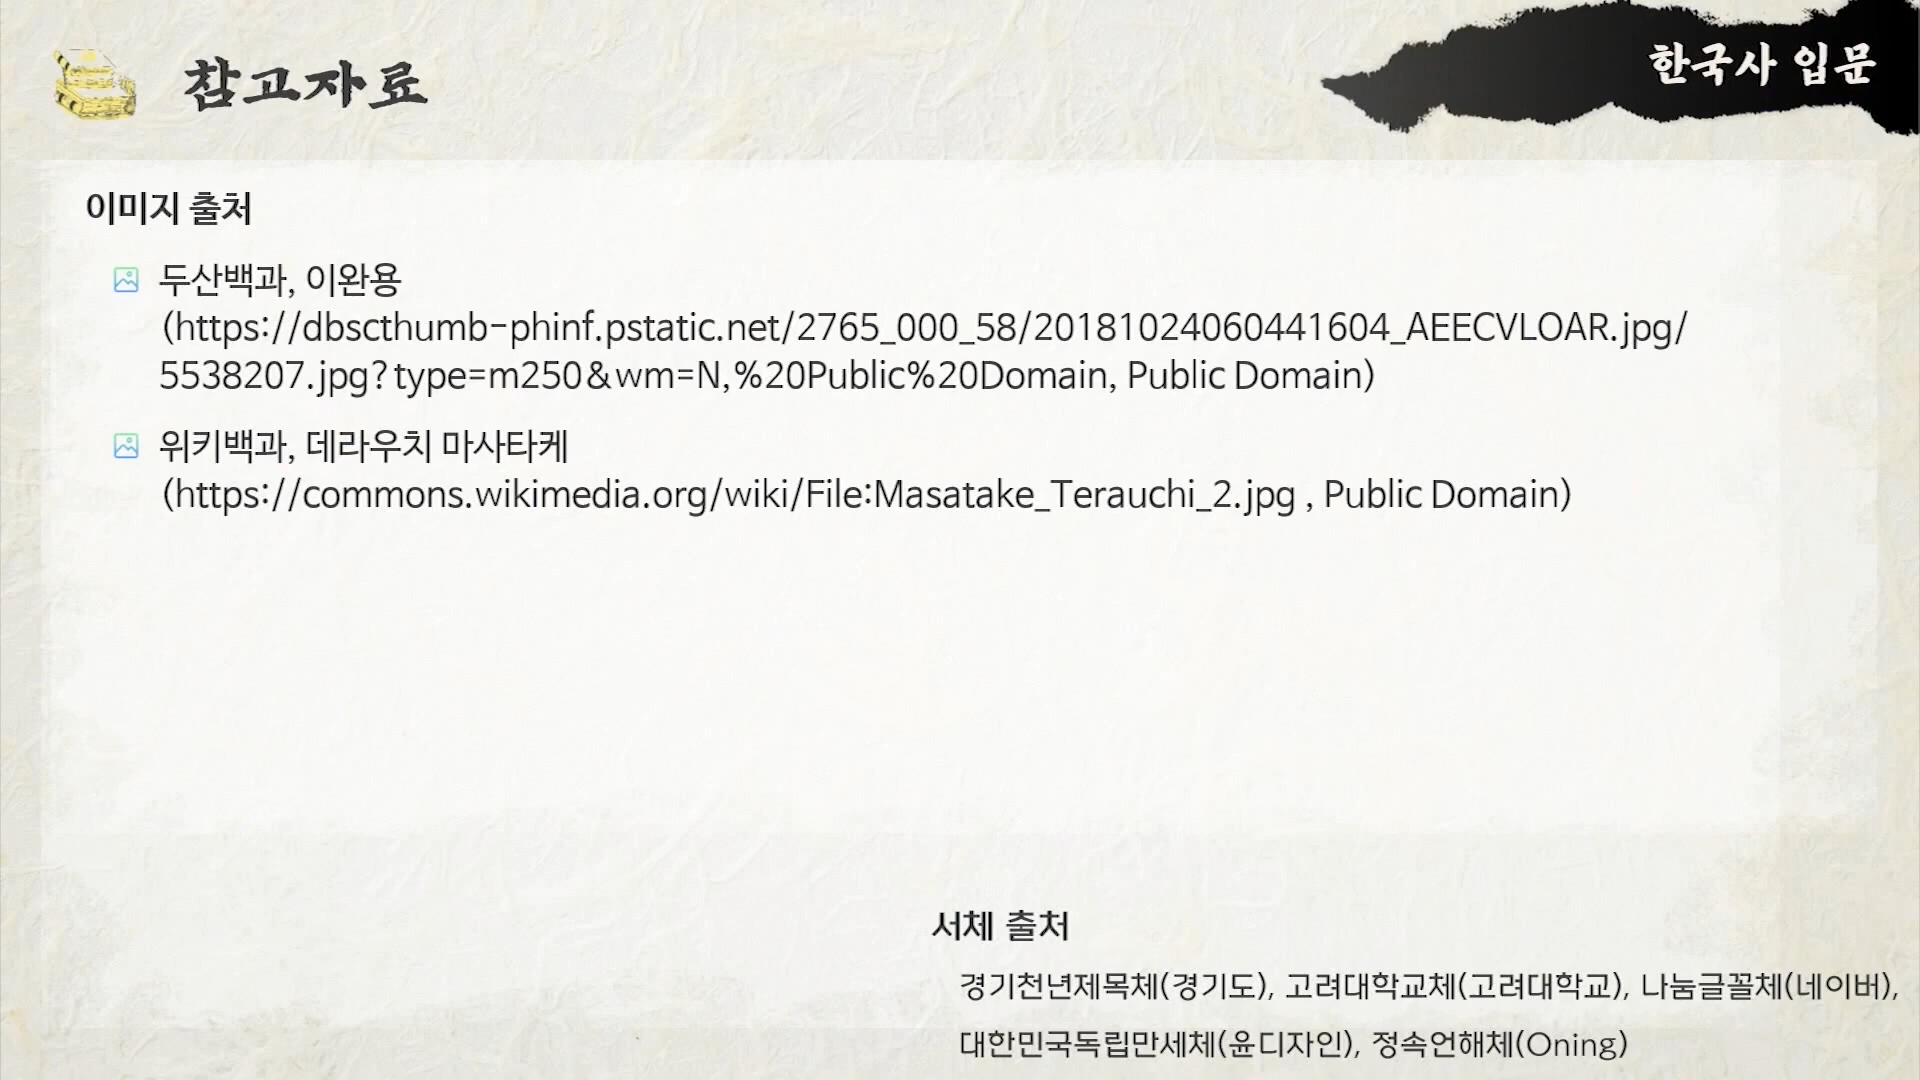 참고자료
한국사 입문
이미지 출처
두산백과, 이완용
(https://dbscthumb-phinf.pstatic.net/2765_000_58/20181024060441604_AEECVLOAR.jpg/
5538207.jpg?type=m250&wm=N,%20Public%20Domain, Public Domain)
위키백과, 데라우치 마사타케
(https://commons.wikimedia.org/wiki/File:Masatake_Terauchi_2.jpg , Public Domain)
서체 출처
경기천년제목체(경기도), 고려대학교체(고려대학교), 나눔글꼴체(네이버),
대한민국독립만세체(윤디자인), 정속언해체(Oning)